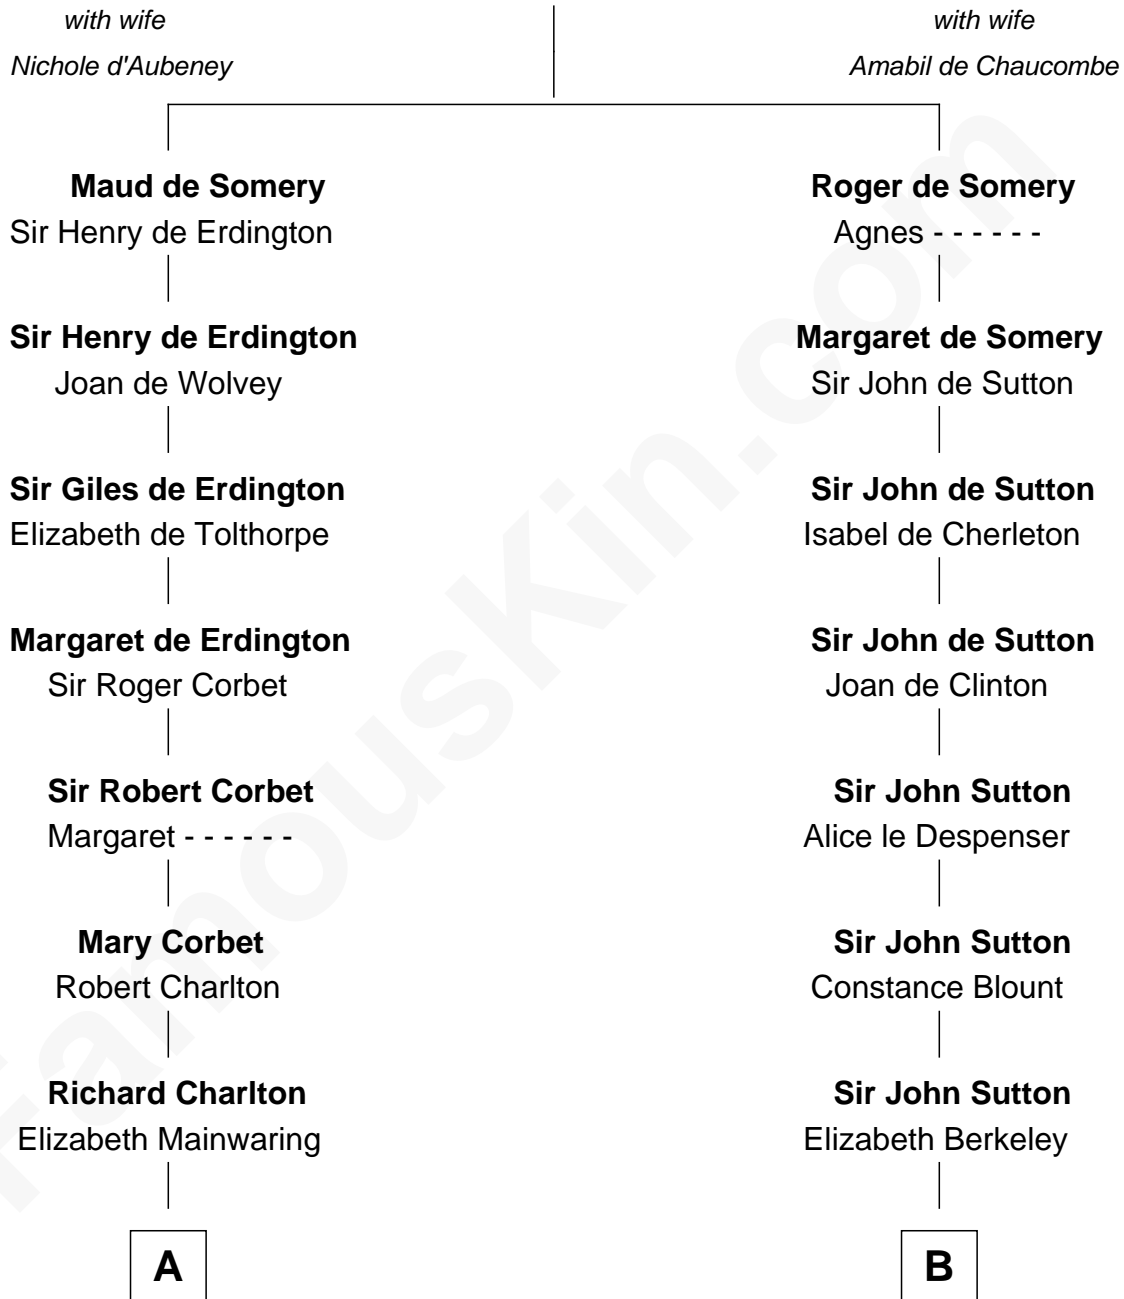 with wife
Nichole d'Aubeney
with wife
Amabil de Chaucombe
Maud de Somery
Sir Henry de Erdington
Roger de Somery
Agnes - - - - - -
Sir Henry de Erdington
Joan de Wolvey
Margaret de Somery
Sir John de Sutton
Sir Giles de Erdington
Elizabeth de Tolthorpe
Sir John de Sutton
Isabel de Cherleton
Margaret de Erdington
Sir Roger Corbet
Sir John de Sutton
Joan de Clinton
Sir Robert Corbet
Margaret - - - - - -
Sir John Sutton
Alice le Despenser
Mary Corbet
Robert Charlton
Sir John Sutton
Constance Blount
Richard Charlton
Elizabeth Mainwaring
Sir John Sutton
Elizabeth Berkeley
A
B
FamousKin.com